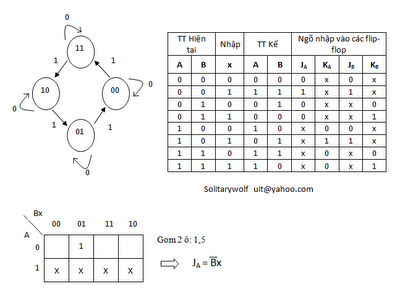 0
11
1
1
0
10
00
0
1
01
1
0
TT Hiện tại Nhập TT Kế Ngõ nhập vào các flip-flop
A B x A B JA KA JB KB
0 0 0 0 0 0 x 0 x
0 0 1 1 1 1 x 1 x
0 1 0 0 1 0 x x 0
0 1 1 0 0 0 x x 1
1 0 0 1 0 x 0 0 x
1 0 1 0 1 x 1 1 x
1 1 0 1 1 x 0 x 0
1 1 1 1 0 x 0 x 1
Solitarywolf uit@yahoo.com
Bx
A 00 01 11 10
0 1
1 x x x x
Gom 2 ô: 1,5
JA = B̅x